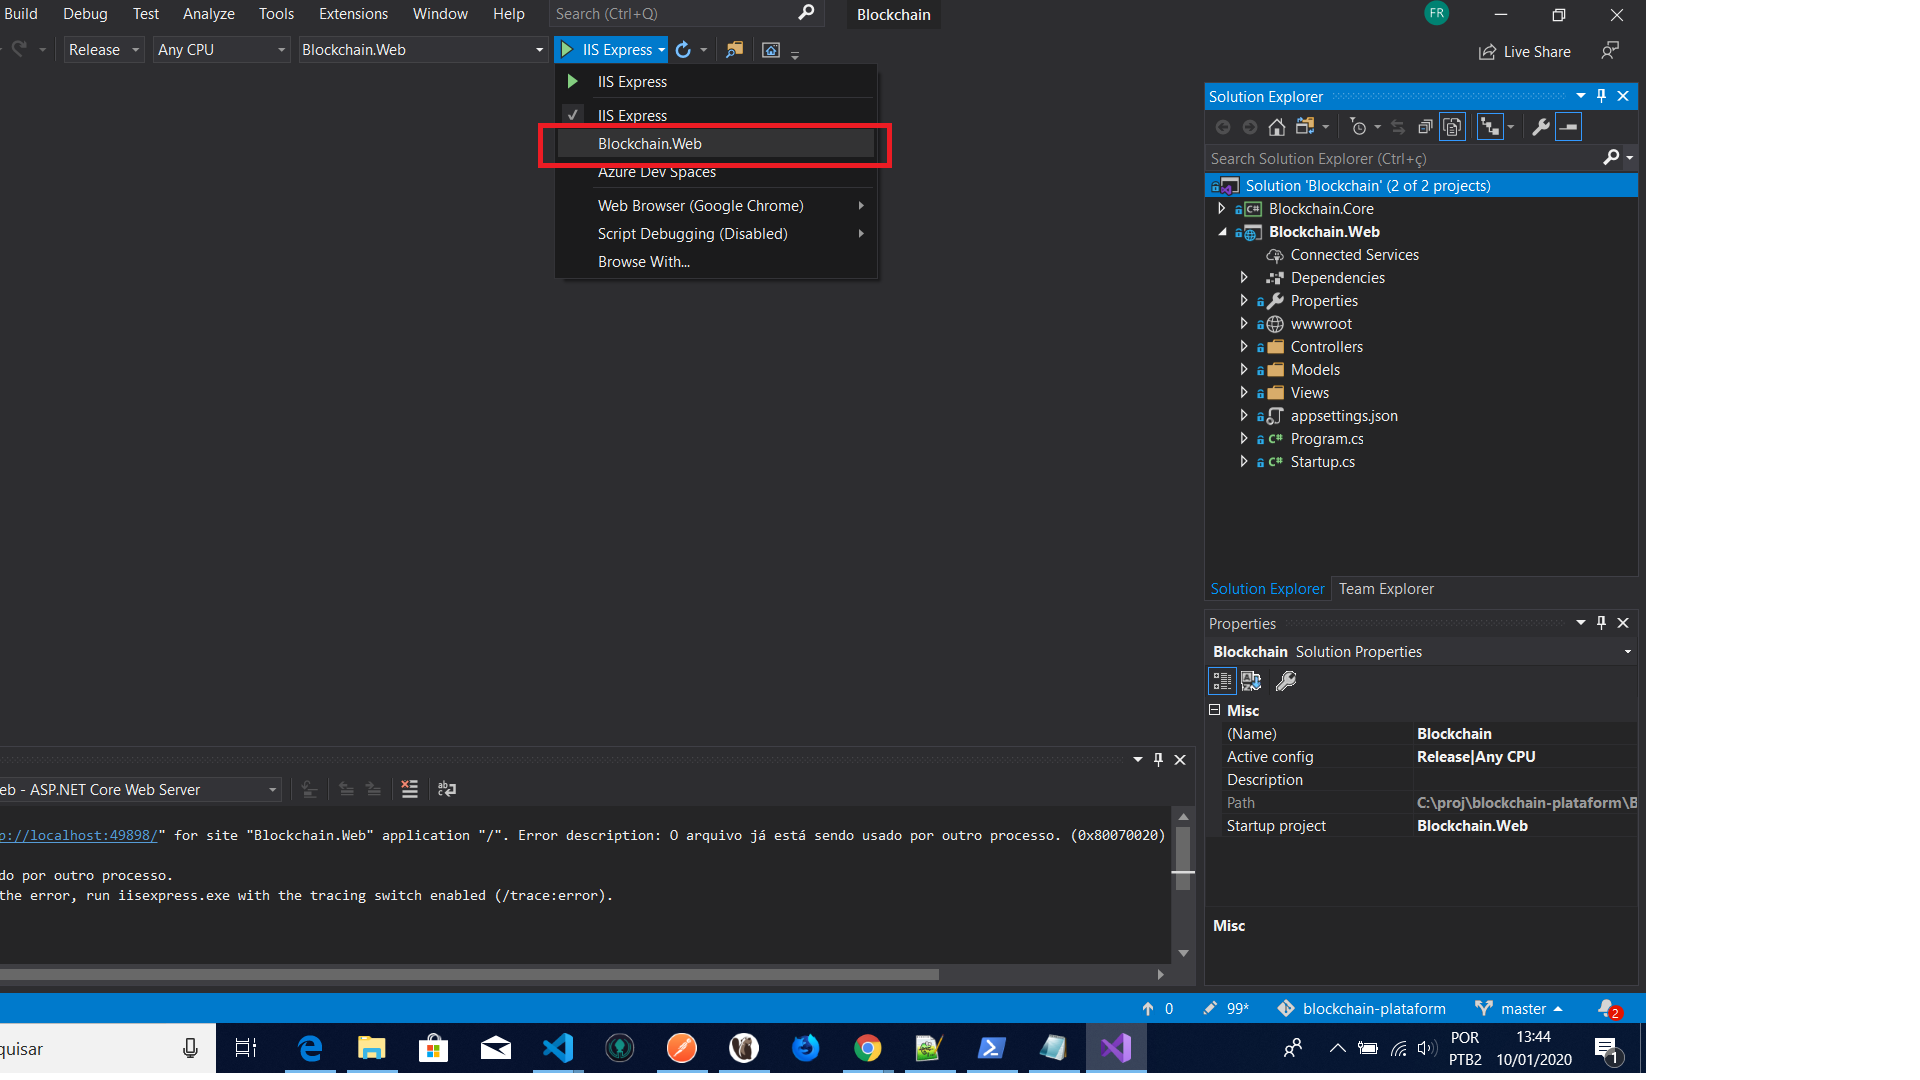 Build Debug Test Analyze Tools Extensions Window Help Search (Ctrl+Q) Blockchain FR
Release Any CPU Blockchain.Web IIS Express Live Share
IIS Express
IIS Express
Blockchain.Web
Azure Dev Spaces
Web Browser (Google Chrome)
Script Debugging (Disabled)
Browse With...
Solution Explorer
Search Solution Explorer (Ctrl+ç)
Solution 'Blockchain' (2 of 2 projects)
C# Blockchain.Core
Blockchain.Web
Connected Services
Dependencies
Properties
wwwroot
Controllers
Models
Views
appsettings.json
C# Program.cs
C# Startup.cs
Solution Explorer Team Explorer
Properties
Blockchain Solution Properties
Misc
(Name) Blockchain
Active config Release|Any CPU
Description
Path C:\proj\blockchain-plataform\B
Startup project Blockchain.Web
Misc
eb - ASP.NET Core Web Server
p://localhost:49898/" for site "Blockchain.Web" application "/". Error description: O arquivo já está sendo usado por outro processo. (0x80070020)
do por outro processo.
the error, run iisexpress.exe with the tracing switch enabled (/trace:error).
0 99* blockchain-plataform master 2
quisar
POR 13:44
PTB2 10/01/2020 1